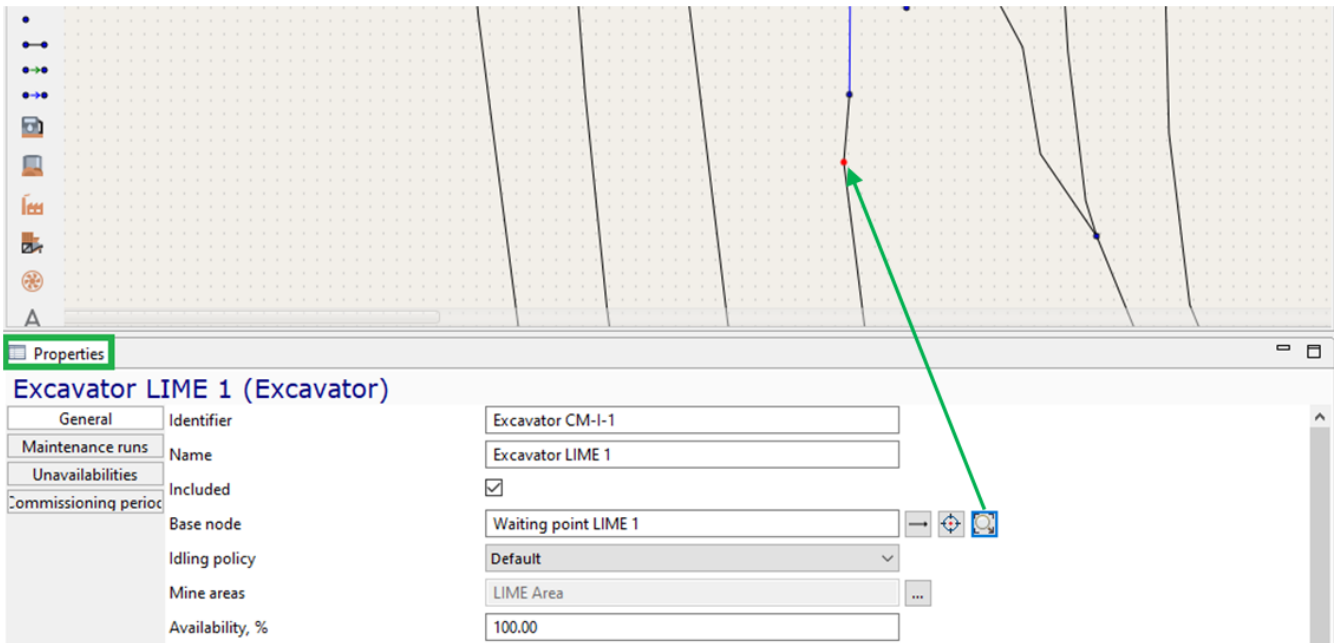 A
Properties
Excavator LIME 1 (Excavator)
General
Identifier
Excavator CM-I-1
Maintenance runs
Name
Excavator LIME 1
Unavailabilities
Included
Commissioning period
Base node
Waiting point LIME 1
Idling policy
Default
Mine areas
LIME Area
...
Availability, %
100.00